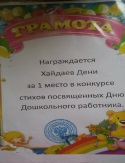 ГРАМОТА
Награждается
Хайдаев Дени
за 1 место в конкурсе
стихов посвященных Дню
Дошкольного работника.